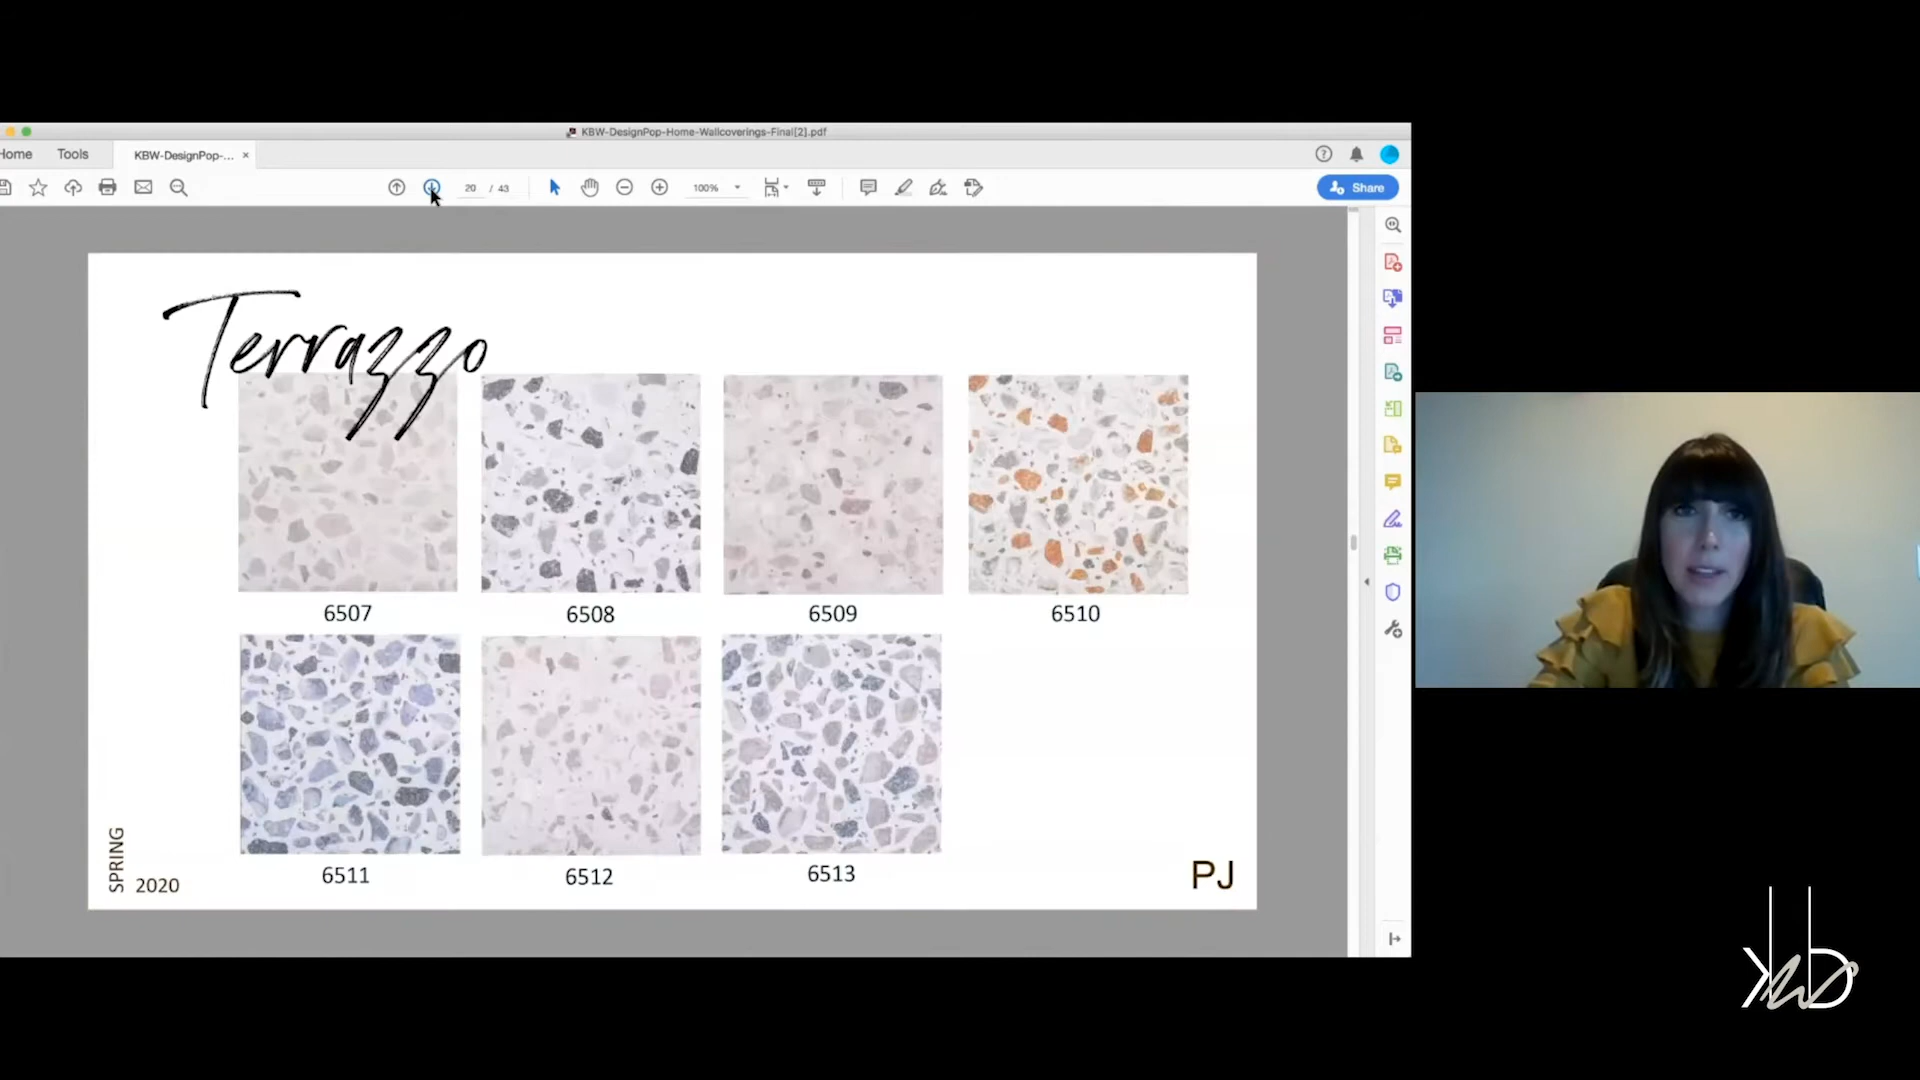 KBW-DesignPop-Home-Wallcoverings-Final[2].pdf
Home Tools KBW-DesignPop-... ×
20 / 43 100% Share
Terrazzo
6507 6508 6509 6510
6511 6512 6513
SPRING
2020
PJ
kbw